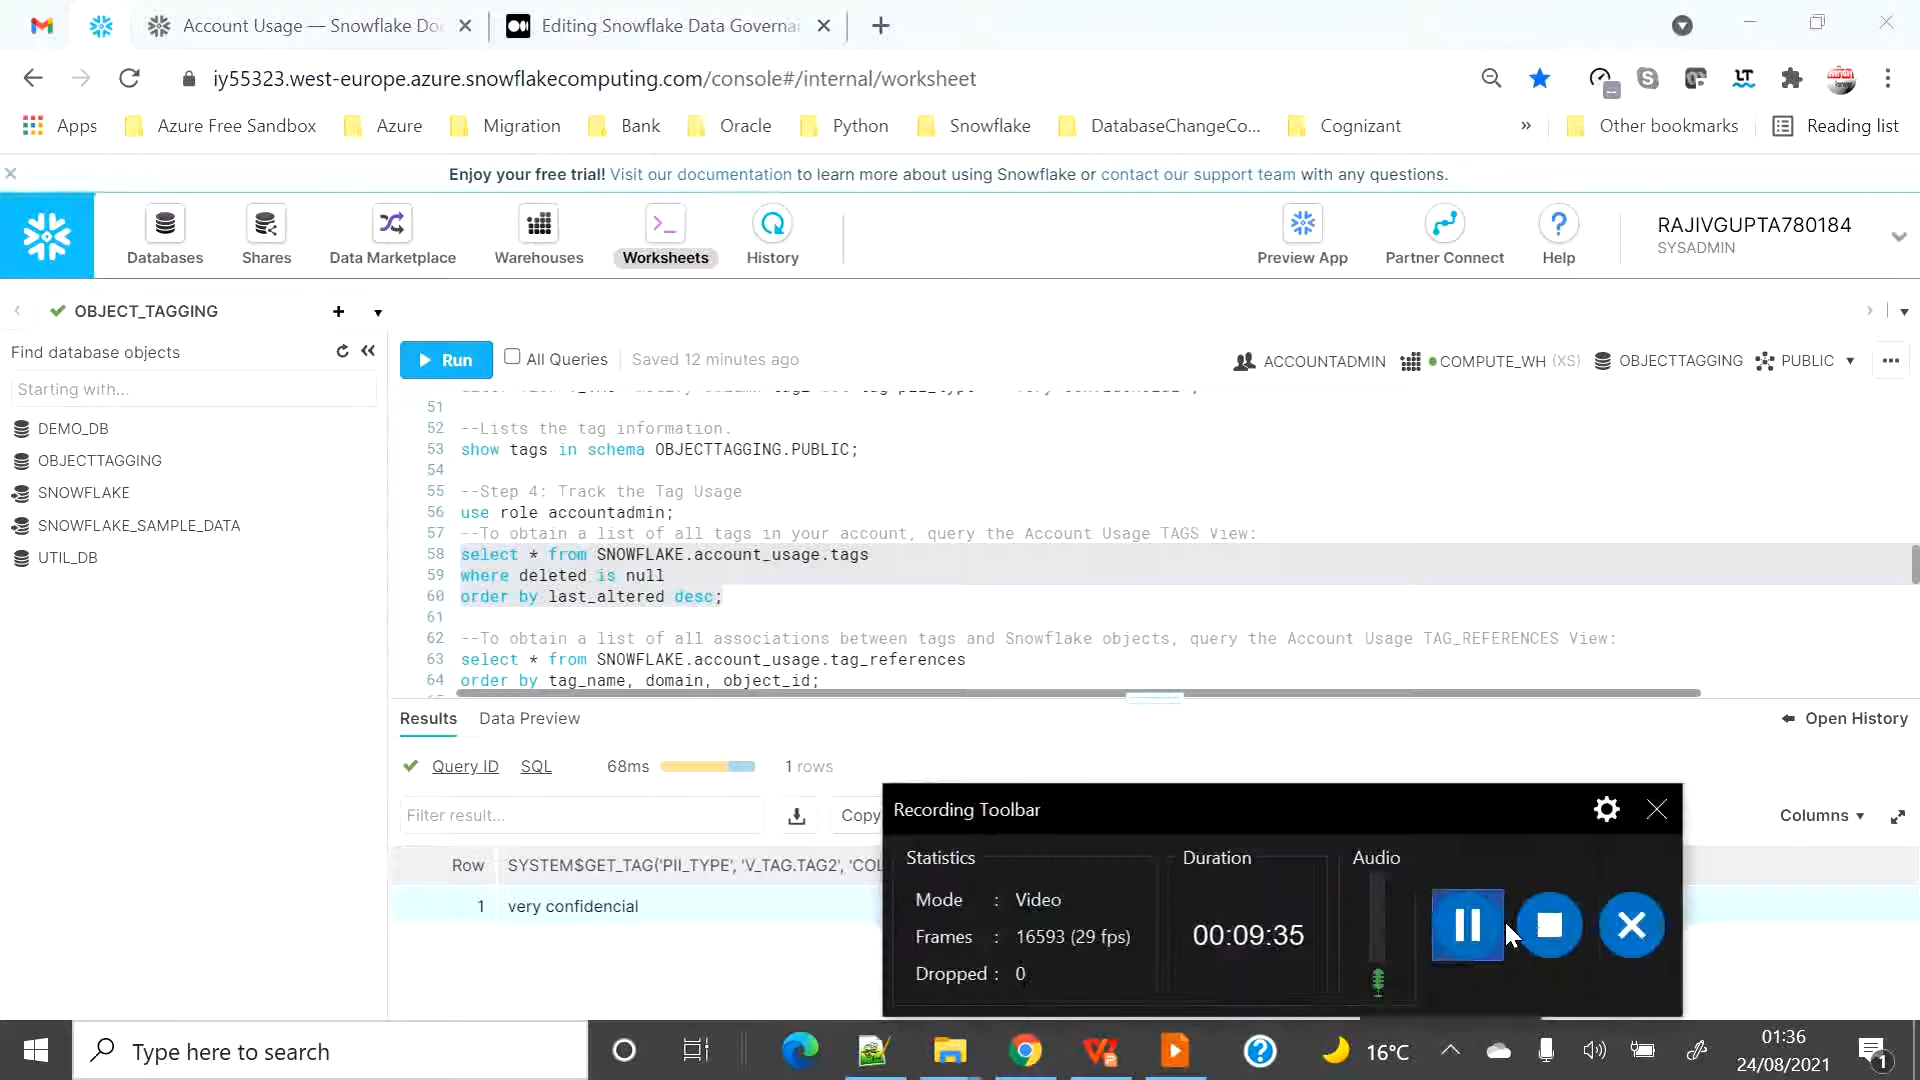 Account Usage — Snowflake Do
Editing Snowflake Data Governa
iy55323.west-europe.azure.snowflakecomputing.com/console#/internal/worksheet
Apps
Azure Free Sandbox
Azure
Migration
Bank
Oracle
Python
Snowflake
DatabaseChangeCo...
Cognizant
»
Other bookmarks
Reading list
Enjoy your free trial! Visit our documentation to learn more about using Snowflake or contact our support team with any questions.
Databases
Shares
Data Marketplace
Warehouses
Worksheets
History
Preview App
Partner Connect
Help
RAJIVGUPTA780184
SYSADMIN
OBJECT_TAGGING
Find database objects
Starting with...
DEMO_DB
OBJECTTAGGING
SNOWFLAKE
SNOWFLAKE_SAMPLE_DATA
UTIL_DB
Run
All Queries
Saved 12 minutes ago
ACCOUNTADMIN
COMPUTE_WH (XS)
OBJECTTAGGING
PUBLIC
51
52 --Lists the tag information.
53 show tags in schema OBJECTTAGGING.PUBLIC;
54
55 --Step 4: Track the Tag Usage
56 use role accountadmin;
57 --To obtain a list of all tags in your account, query the Account Usage TAGS View:
58 select * from SNOWFLAKE.account_usage.tags
59 where deleted is null
60 order by last_altered desc;
61
62 --To obtain a list of all associations between tags and Snowflake objects, query the Account Usage TAG_REFERENCES View:
63 select * from SNOWFLAKE.account_usage.tag_references
64 order by tag_name, domain, object_id;
Results
Data Preview
Open History
Query ID
SQL
68ms
1 rows
Filter result...
Copy
Columns
Row
SYSTEM$GET_TAG('PII_TYPE', 'V_TAG.TAG2', 'COL
1
very confidencial
Recording Toolbar
Statistics
Mode : Video
Frames : 16593 (29 fps)
Dropped : 0
Duration
00:09:35
Audio
Type here to search
16°C
01:36
24/08/2021
1